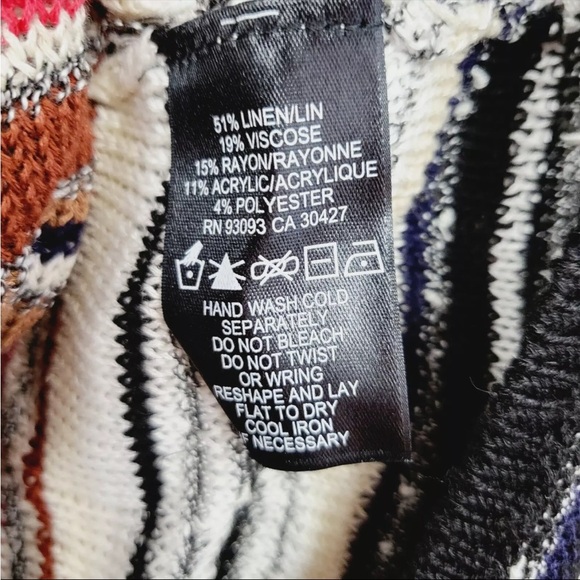 51% LINEN/LIN
19% VISCOSE
15% RAYON/RAYONNE
11% ACRYLIC/ACRYLIQUE
4% POLYESTER
RN 93093 CA 30427
HAND WASH COLD
SEPARATELY
DO NOT BLEACH
DO NOT TWIST
OR WRING
RESHAPE AND LAY
FLAT TO DRY
COOL IRON
IF NECESSARY